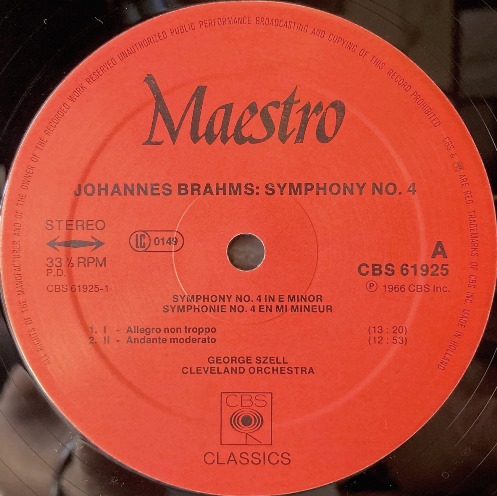 ALL RIGHTS OF THE MANUFACTURER AND OF THE OWNER OF THE RECORDED WORK RESERVED UNAUTHORIZED PUBLIC PERFORMANCE BROADCASTING AND COPYING OF THIS RECORD PROHIBITED · CBS & ARE REG. TRADEMARKS OF CBS INC. MADE IN HOLLAND
Maestro
JOHANNES BRAHMS: SYMPHONY NO. 4
STEREO
LC 0149
33⅓ RPM
P.D.
CBS 61925-1
A
CBS 61925
℗ 1966 CBS Inc.
SYMPHONY NO. 4 IN E MINOR
SYMPHONIE NO. 4 EN MI MINEUR
1. I - Allegro non troppo (13 : 20)
2. II - Andante moderato (12 : 53)
GEORGE SZELL
CLEVELAND ORCHESTRA
CBS
CLASSICS